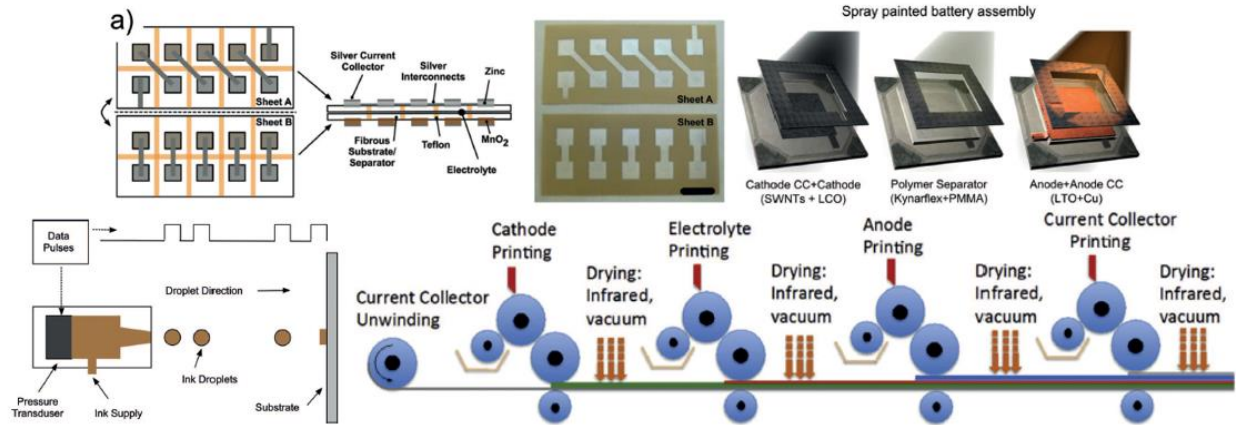 a)
Sheet A
Sheet B
Silver Current
Collector
Silver
Interconnects
Zinc
Fibrous
Substrate/
Separator
Teflon
Electrolyte
MnO2
Sheet A
Sheet B
Spray painted battery assembly
Cathode CC+Cathode
(SWNTs + LCO)
Polymer Separator
(Kynarflex+PMMA)
Anode+Anode CC
(LTO+Cu)
Data
Pulses
Droplet Direction
Ink Droplets
Pressure
Transduser
Ink Supply
Substrate
Current Collector
Unwinding
Cathode
Printing
Drying:
Infrared,
vacuum
Electrolyte
Printing
Drying:
Infrared,
vacuum
Anode
Printing
Drying:
Infrared,
vacuum
Current Collector
Printing
Drying:
Infrared,
vacuum